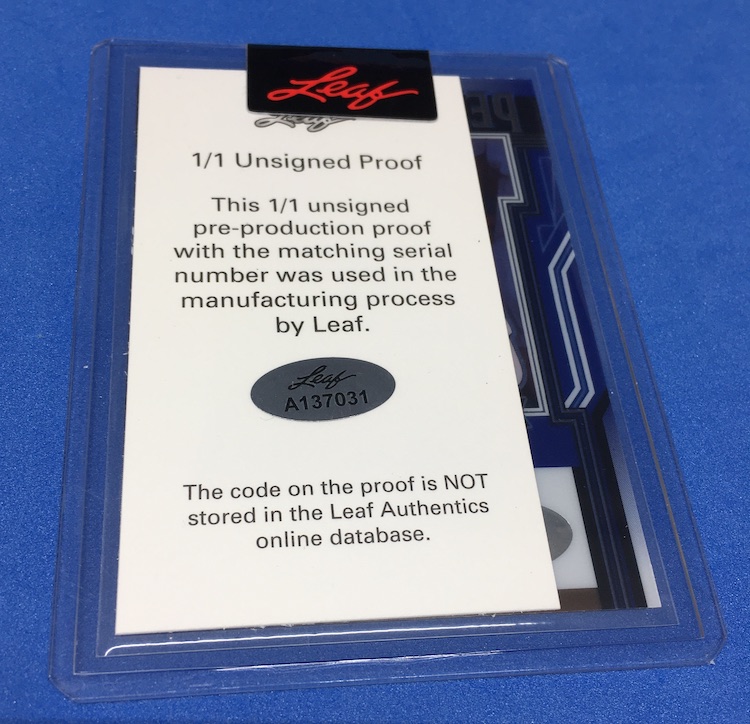 Leaf
Leaf
1/1 Unsigned Proof
This 1/1 unsigned
pre-production proof
with the matching serial
number was used in the
manufacturing process
by Leaf.
Leaf
A137031
The code on the proof is NOT
stored in the Leaf Authentics
online database.